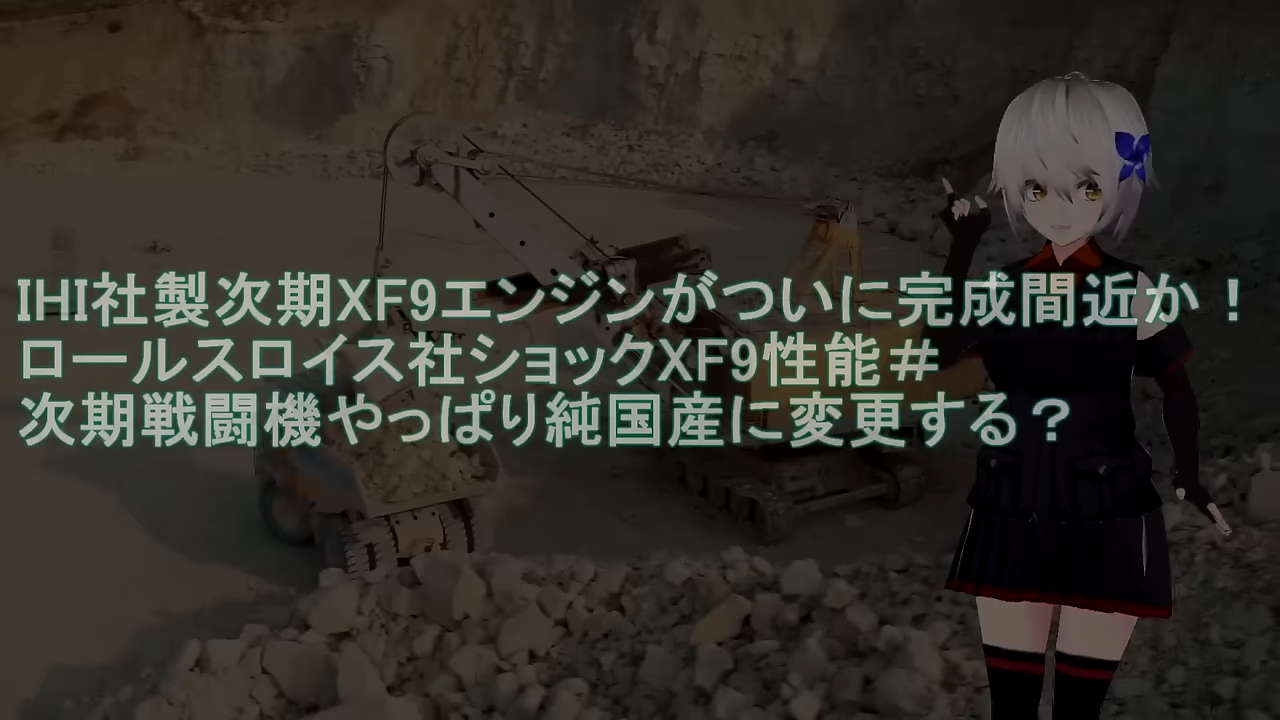 IHI社製次期XF9エンジンがついに完成間近か！
ロールスロイス社ショックXF9性能＃
次期戦闘機やっぱり純国産に変更する？